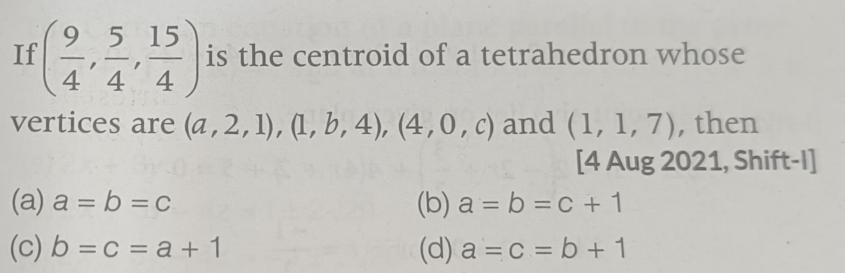 If (9/4, 5/4, 15/4) is the centroid of a tetrahedron whose
vertices are (a, 2, 1), (1, b, 4), (4, 0, c) and (1, 1, 7), then
[4 Aug 2021, Shift-I]
(a) a = b = c (b) a = b = c + 1
(c) b = c = a + 1 (d) a = c = b + 1